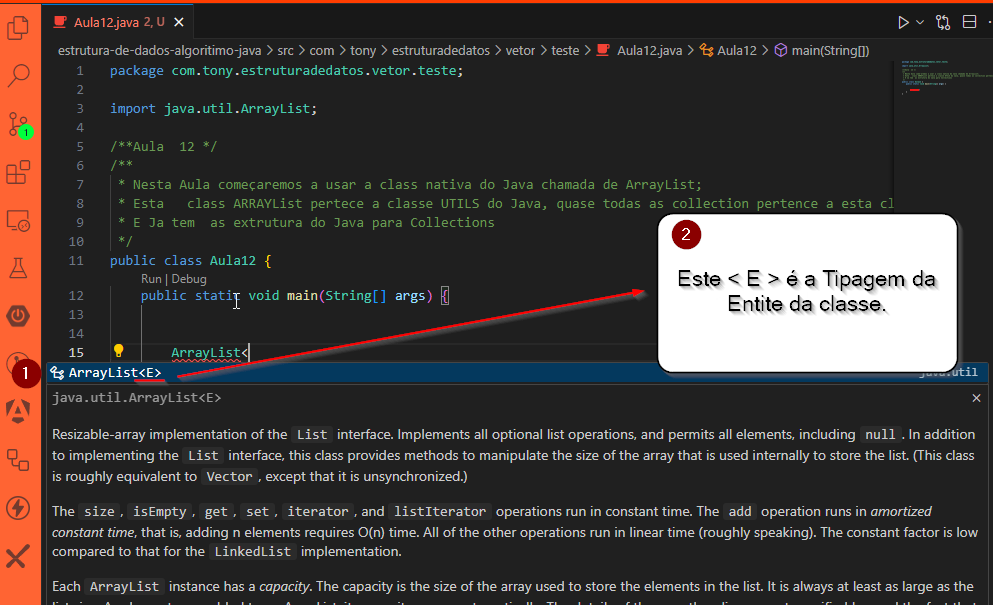 Aula12.java 2, U
estrutura-de-dados-algoritimo-java > src > com > tony > estruturadedatos > vetor > teste > Aula12.java > Aula12 > main(String[])
1 package com.tony.estruturadedatos.vetor.teste;
2
3 import java.util.ArrayList;
4
5 /**Aula  12 */
6 /**
7 * Nesta Aula começaremos a usar a class nativa do Java chamada de ArrayList;
8 * Esta   class ARRAYList pertece a classe UTILS do Java, quase todas as collection pertence a esta cl
9 * E Ja tem  as extrutura do Java para Collections
10 */
11 public class Aula12 {
Run | Debug
12 public static void main(String[] args) {
13
14
15 ArrayList<
1
ArrayList<E>
java.util.ArrayList<E>
Resizable-array implementation of the List interface. Implements all optional list operations, and permits all elements, including null. In addition
to implementing the List interface, this class provides methods to manipulate the size of the array that is used internally to store the list. (This class
is roughly equivalent to Vector, except that it is unsynchronized.)
The size, isEmpty, get, set, iterator, and listIterator operations run in constant time. The add operation runs in amortized
constant time, that is, adding n elements requires O(n) time. All of the other operations run in linear time (roughly speaking). The constant factor is low
compared to that for the LinkedList implementation.
Each ArrayList instance has a capacity. The capacity is the size of the array used to store the elements in the list. It is always at least as large as the
2
Este < E > é a Tipagem da
Entite da classe.
1